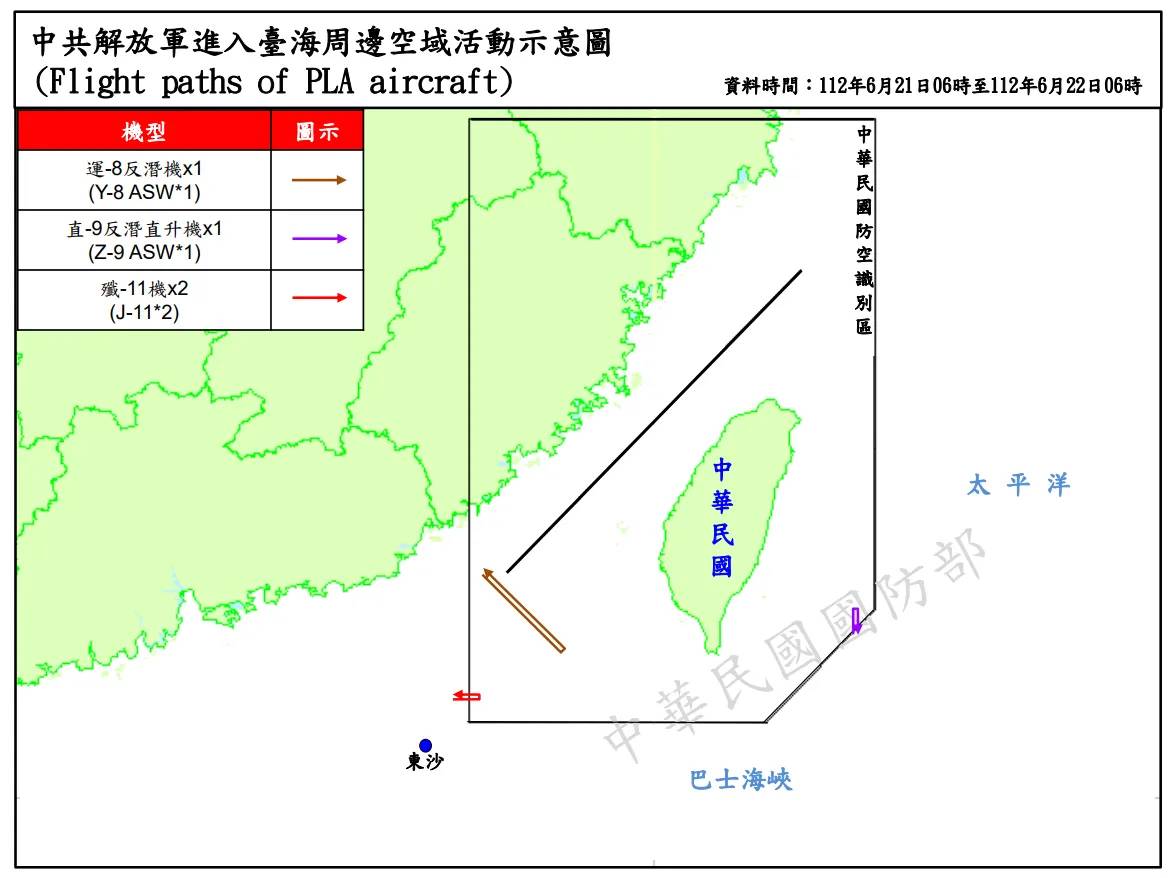 中共解放軍進入臺海周邊空域活動示意圖
(Flight paths of PLA aircraft)
資料時間：112年6月21日06時至112年6月22日06時
機型
圖示
運-8反潛機x1
(Y-8 ASW*1)
直-9反潛直升機x1
(Z-9 ASW*1)
殲-11機x2
(J-11*2)
中華民國防空識別區
中華民國
太平洋
中華民國國防部
東沙
巴士海峽